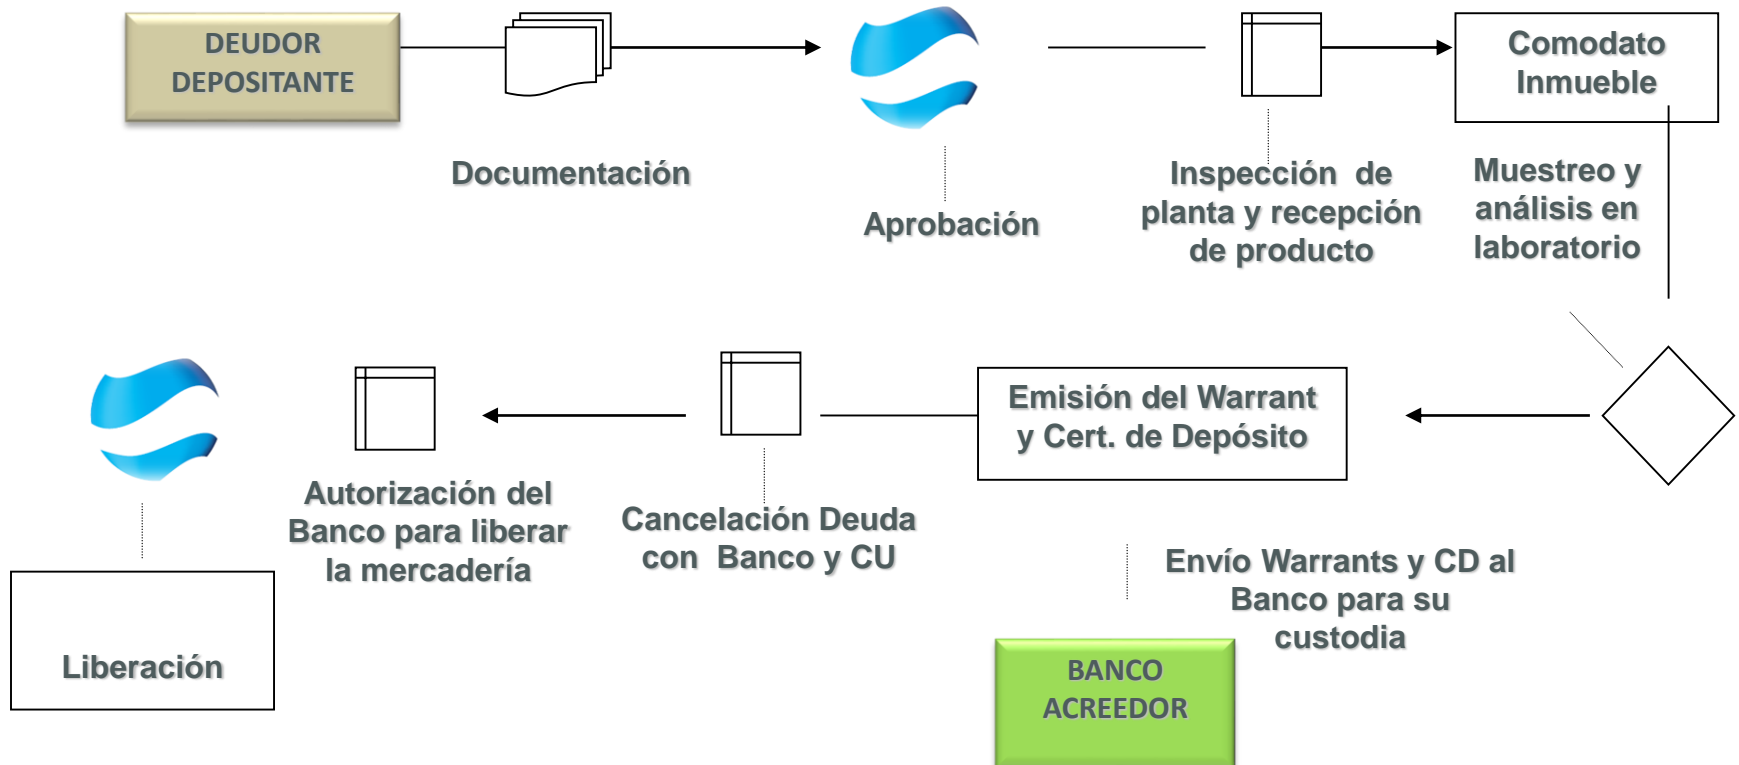 DEUDOR
DEPOSITANTE
Documentación
Aprobación
Inspección de
planta y recepción
de producto
Comodato
Inmueble
Muestreo y
análisis en
laboratorio
Emisión del Warrant
y Cert. de Depósito
Envío Warrants y CD al
Banco para su
custodia
BANCO
ACREEDOR
Cancelación Deuda
con Banco y CU
Autorización del
Banco para liberar
la mercadería
Liberación